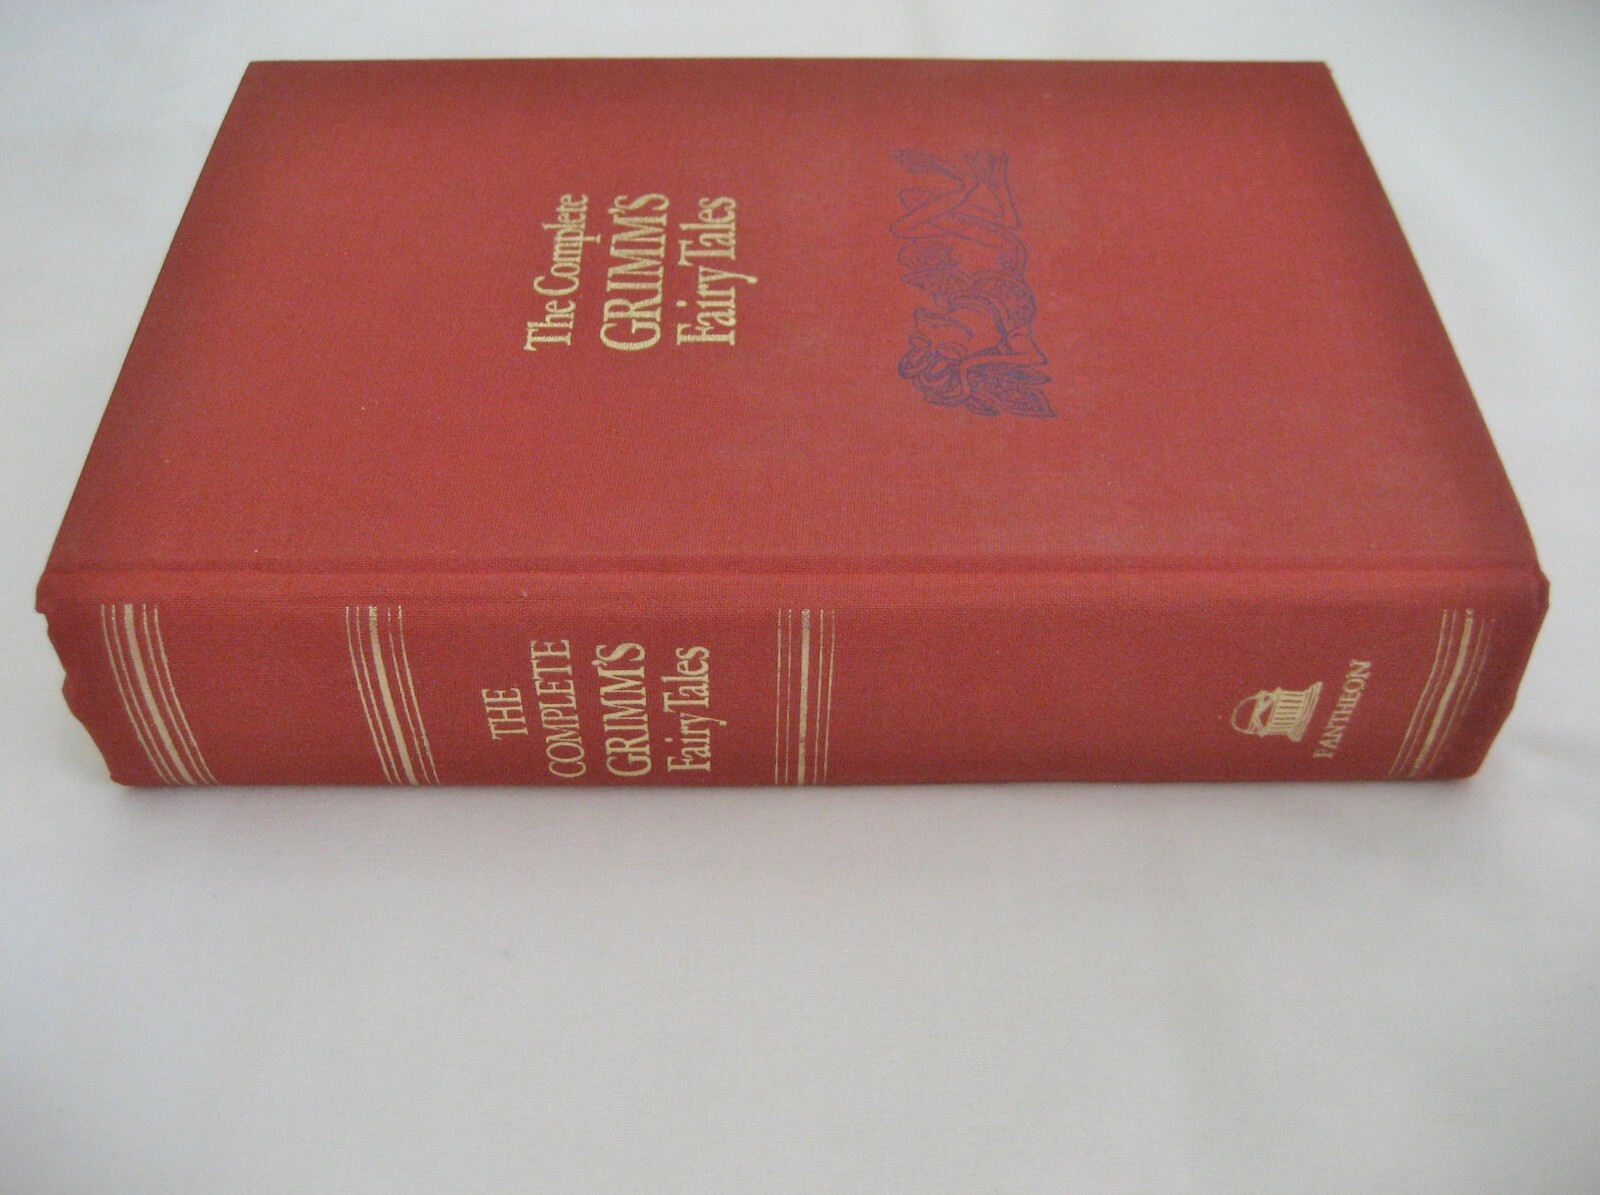 The Complete
GRIMM'S
Fairy Tales
THE
COMPLETE
GRIMM'S
Fairy Tales
PANTHEON